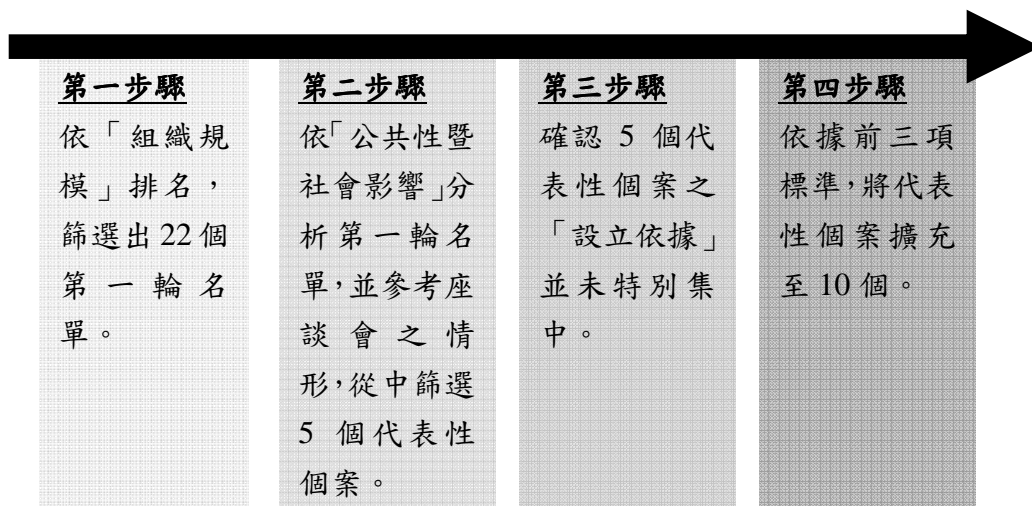 第一步驟
依「組織規
模」排名，
篩選出 22 個
第一輪名
單。
第二步驟
依「公共性暨
社會影響」分
析第一輪名
單，並參考座
談會之情
形，從中篩選
5 個代表性
個案。
第三步驟
確認 5 個代
表性個案之
「設立依據」
並未特別集
中。
第四步驟
依據前三項
標準，將代表
性個案擴充
至 10 個。